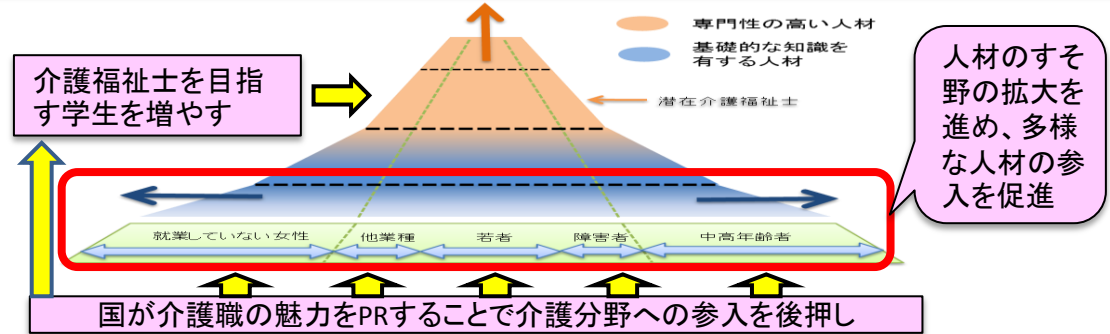 専門性の高い人材
基礎的な知識を
有する人材
介護福祉士を目指
す学生を増やす
潜在介護福祉士
人材のすそ
野の拡大を
進め、多様
な人材の参
入を促進
就業していない女性
他業種
若者
障害者
中高年齢者
国が介護職の魅力をPRすることで介護分野への参入を後押し